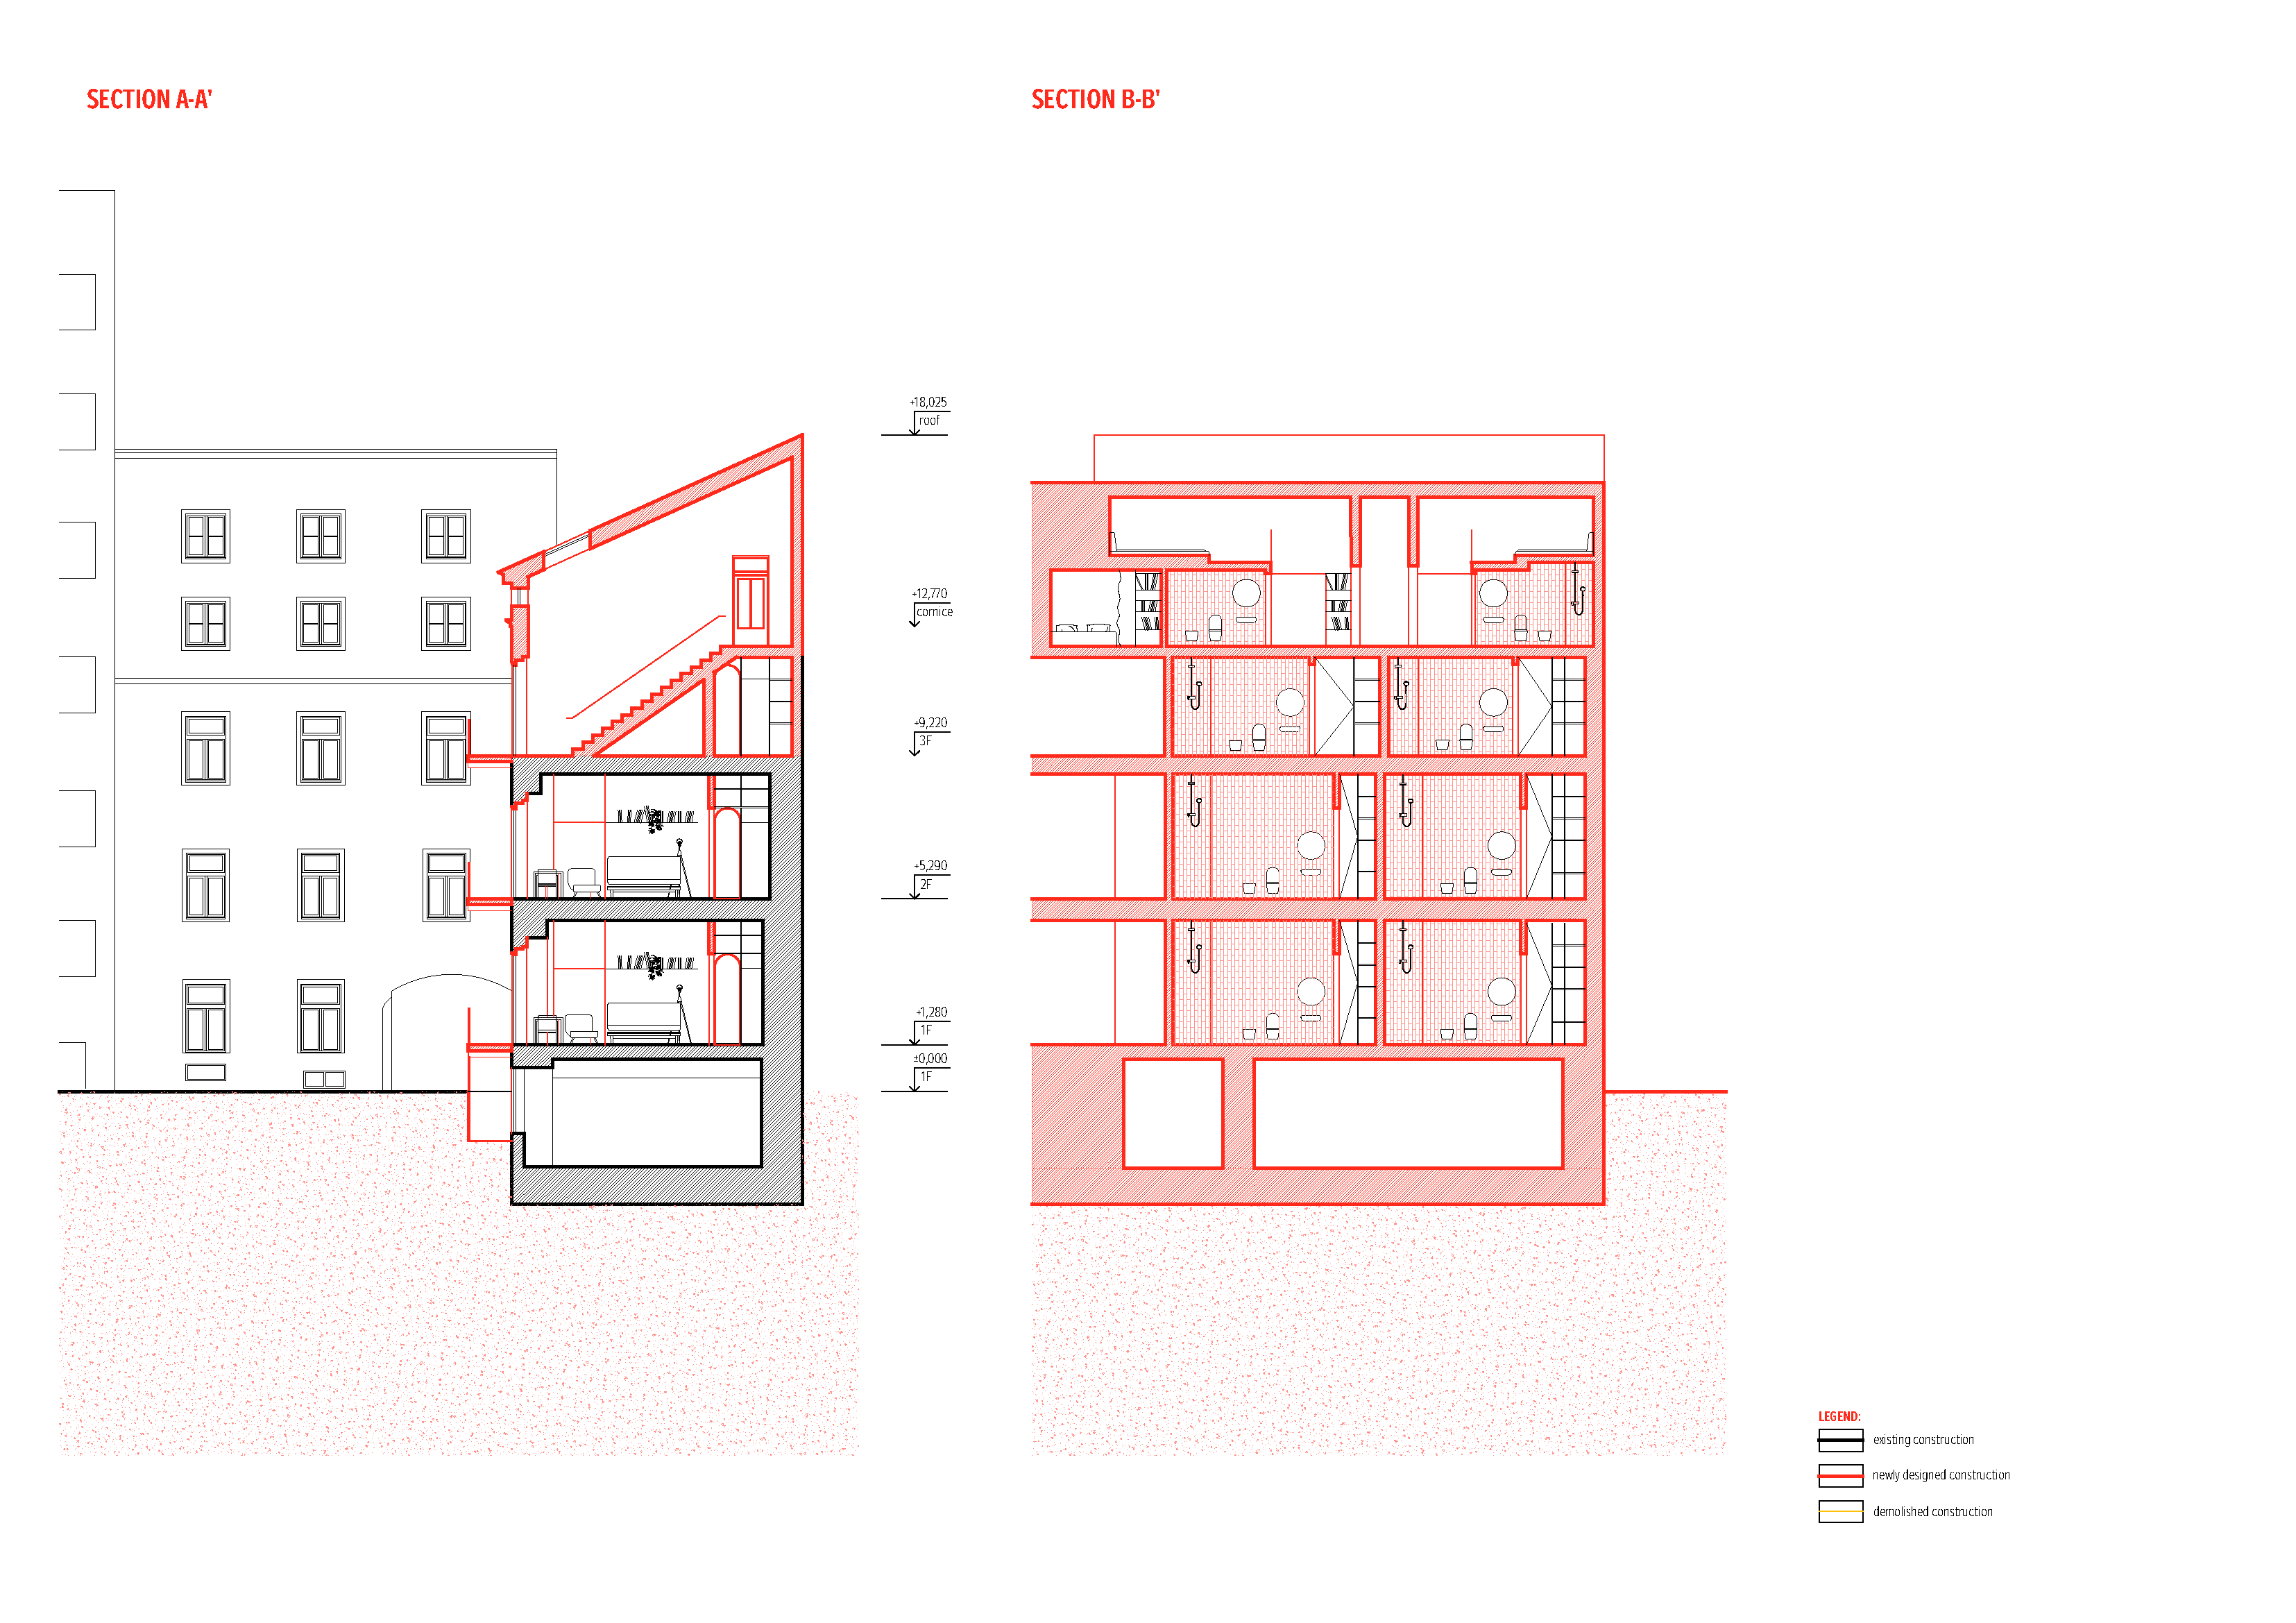 SECTION A-A'
SECTION B-B'
+18,025
roof
+12,770
cornice
+9,220
3F
+5,290
2F
+1,280
1F
±0,000
1F
LEGEND:
existing construction
newly designed construction
demolished construction